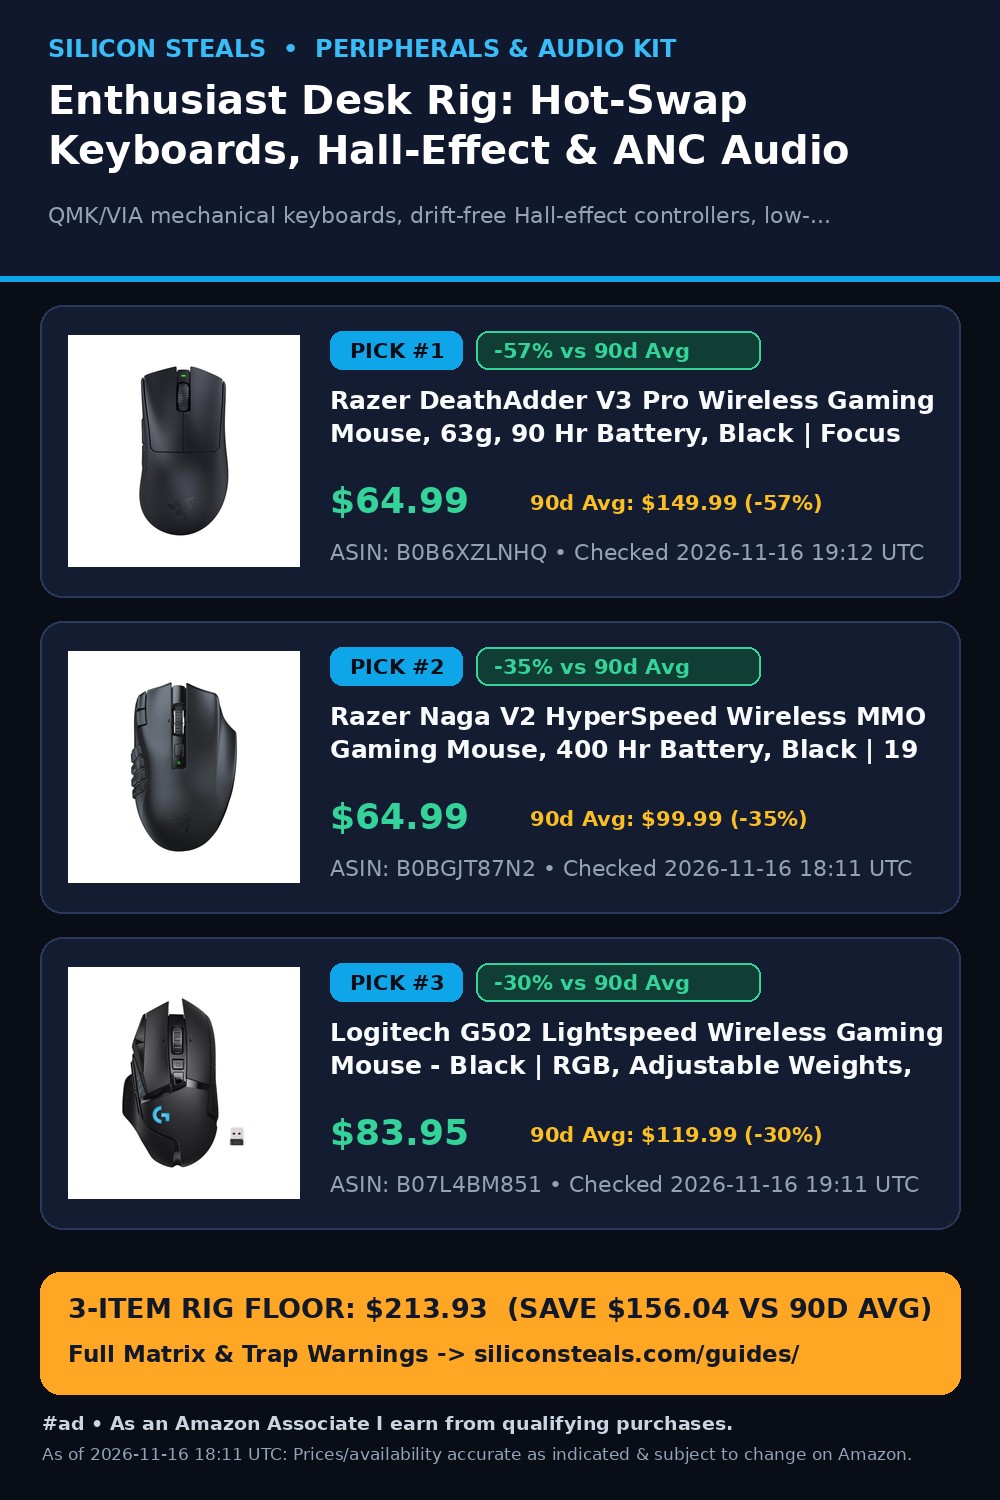 SILICON STEALS • PERIPHERALS & AUDIO KIT
Enthusiast Desk Rig: Hot-Swap
Keyboards, Hall-Effect & ANC Audio
QMK/VIA mechanical keyboards, drift-free Hall-effect controllers, low-...
PICK #1
-57% vs 90d Avg
Razer DeathAdder V3 Pro Wireless Gaming
Mouse, 63g, 90 Hr Battery, Black | Focus
$64.99
90d Avg: $149.99 (-57%)
ASIN: B0B6XZLNHQ • Checked 2026-11-16 19:12 UTC
PICK #2
-35% vs 90d Avg
Razer Naga V2 HyperSpeed Wireless MMO
Gaming Mouse, 400 Hr Battery, Black | 19
$64.99
90d Avg: $99.99 (-35%)
ASIN: B0BGJT87N2 • Checked 2026-11-16 18:11 UTC
PICK #3
-30% vs 90d Avg
Logitech G502 Lightspeed Wireless Gaming
Mouse - Black | RGB, Adjustable Weights,
$83.95
90d Avg: $119.99 (-30%)
ASIN: B07L4BM851 • Checked 2026-11-16 19:11 UTC
3-ITEM RIG FLOOR: $213.93 (SAVE $156.04 VS 90D AVG)
Full Matrix & Trap Warnings -> siliconsteals.com/guides/
#ad • As an Amazon Associate I earn from qualifying purchases.
As of 2026-11-16 18:11 UTC: Prices/availability accurate as indicated & subject to change on Amazon.